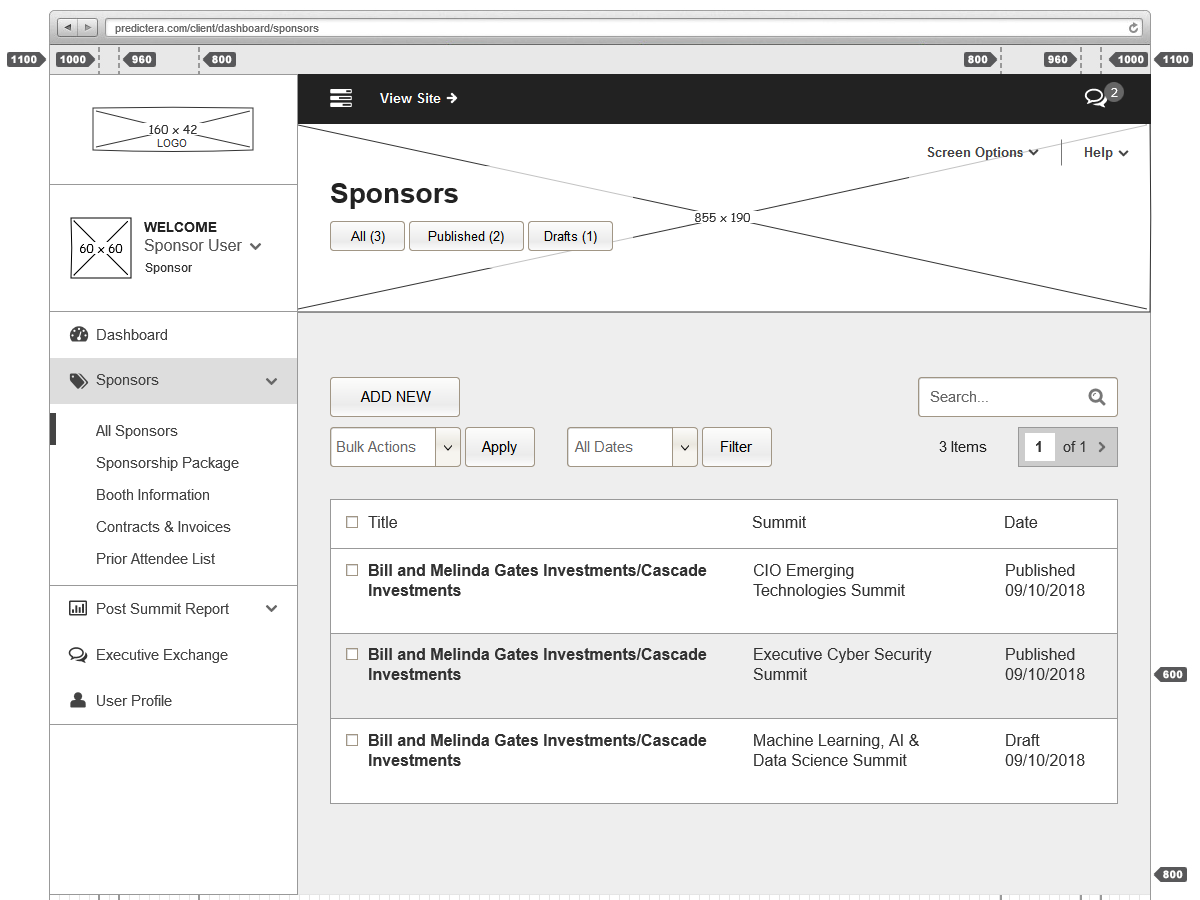 predictera.com/client/dashboard/sponsors
1100 1000 960 800 800 960 1000 1100
160 x 42
LOGO
60 x 60
WELCOME
Sponsor User
Sponsor
Dashboard
Sponsors
All Sponsors
Sponsorship Package
Booth Information
Contracts & Invoices
Prior Attendee List
Post Summit Report
Executive Exchange
User Profile
View Site
2
Screen Options
Help
Sponsors
855 x 190
All (3)
Published (2)
Drafts (1)
ADD NEW
Search...
Bulk Actions
Apply
All Dates
Filter
3 Items
1 of 1
Title Summit Date
Bill and Melinda Gates Investments/Cascade
Investments
CIO Emerging
Technologies Summit
Published
09/10/2018
Bill and Melinda Gates Investments/Cascade
Investments
Executive Cyber Security
Summit
Published
09/10/2018
Bill and Melinda Gates Investments/Cascade
Investments
Machine Learning, AI &
Data Science Summit
Draft
09/10/2018
600
800